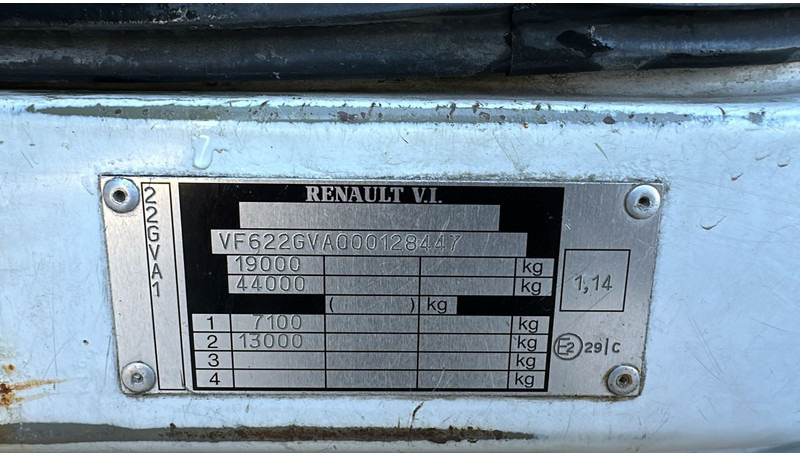 RENAULT V.I.
22GVA1
VF622GVA000128447
19000 kg
44000 kg
( ) kg
1 7100 kg
2 13000 kg
3 kg
4 kg
1,14
E2 29|C